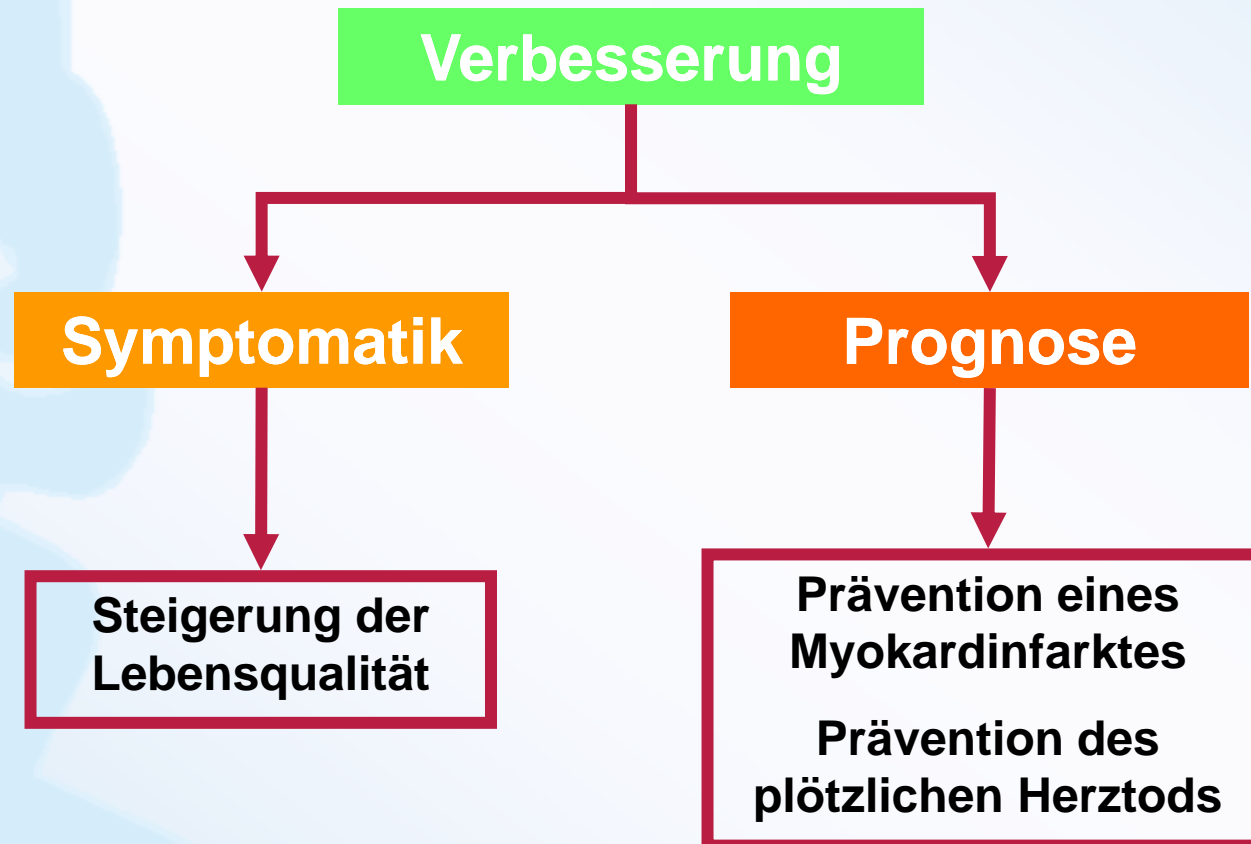 Verbesserung
Symptomatik
Prognose
Steigerung der
Lebensqualität
Prävention eines
Myokardinfarktes
Prävention des
plötzlichen Herztods